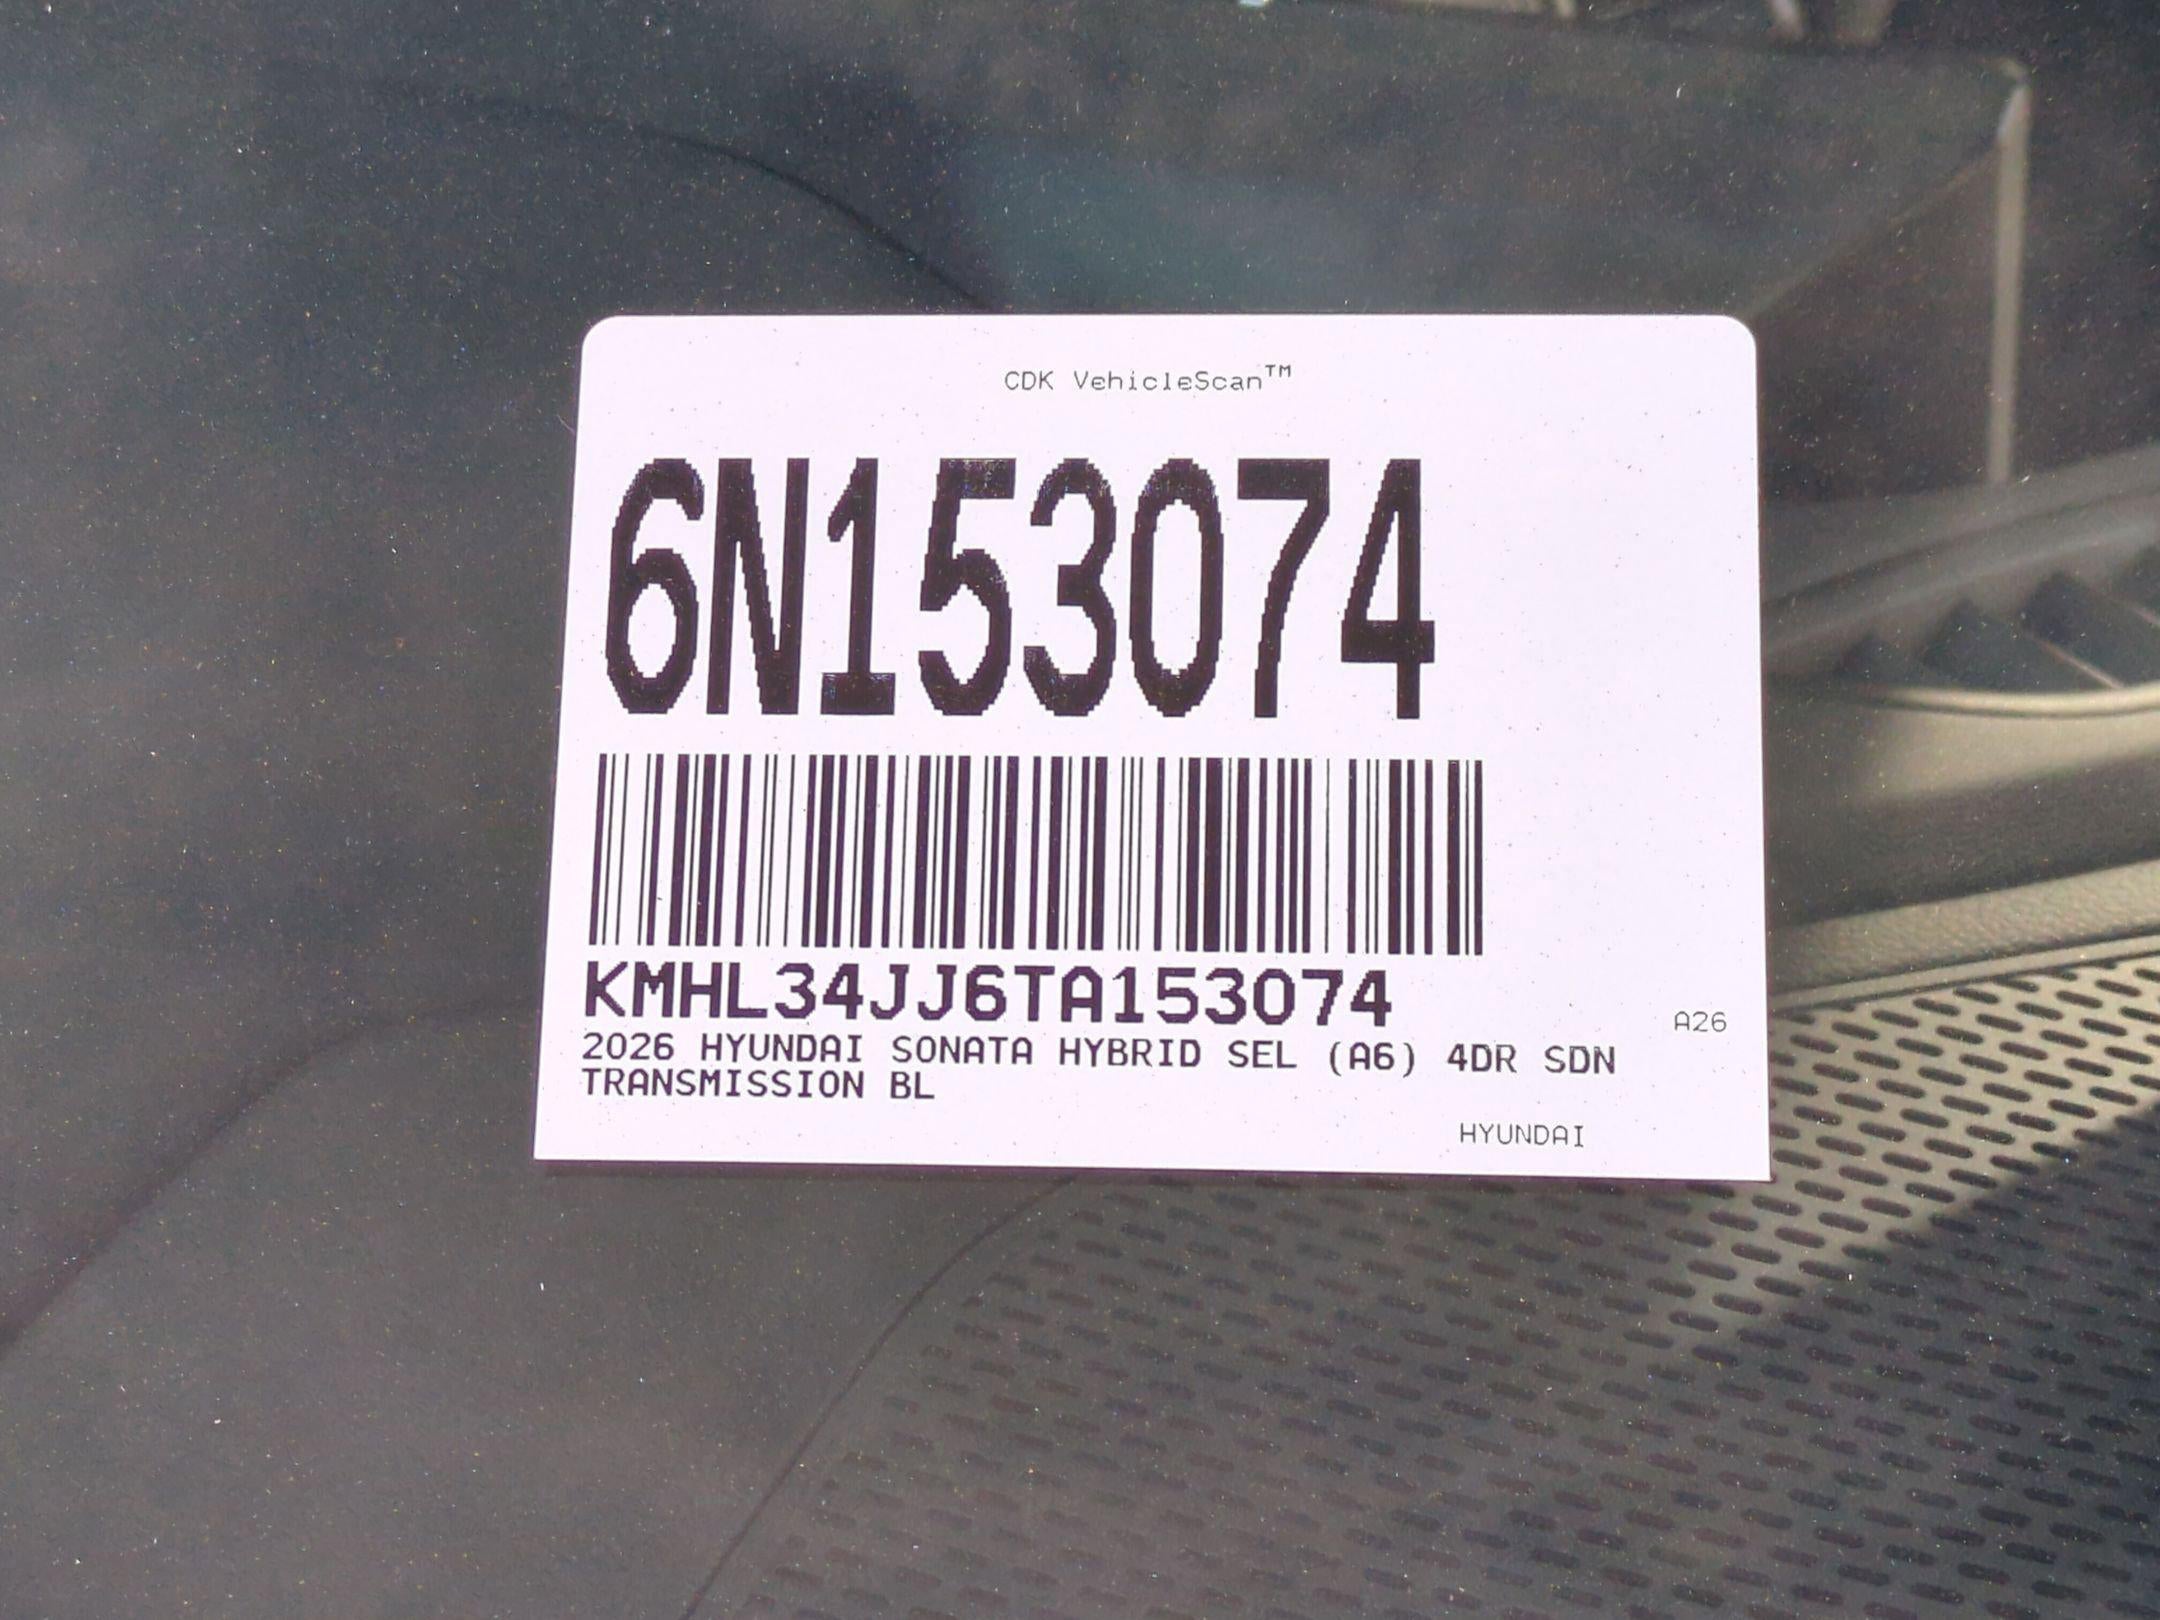 CDK VehicleScan™
6N153074
KMHL34JJ6TA153074
A26
2026 HYUNDAI SONATA HYBRID SEL (A6) 4DR SDN
TRANSMISSION BL
HYUNDAI